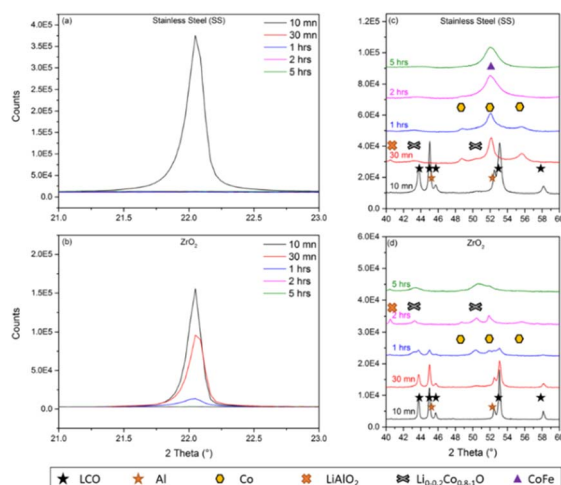 (a) Stainless Steel (SS)
4.0E5
3.5E5
3.0E5
2.5E5
2.0E5
1.5E5
1.0E5
5.0E4
0.0
Counts
10 mn
30 mn
1 hrs
2 hrs
5 hrs
21.0 21.5 22.0 22.5 23.0
(c) Stainless Steel (SS)
1.2E5
1.0E5
8.0E4
6.0E4
4.0E4
2.0E4
0.0
5 hrs
CoFe
2 hrs
1 hrs
30 mn
10 mn
40 42 44 46 48 50 52 54 56 58 60
2 Theta (°)
(b) ZrO2
2.0E5
1.5E5
1.0E5
5.0E4
0.0
Counts
10 mn
30 mn
1 hrs
2 hrs
5 hrs
21.0 21.5 22.0 22.5 23.0
2 Theta (°)
(d) ZrO2
6.0E4
5.0E4
4.0E4
3.0E4
2.0E4
1.0E4
0.0
5 hrs
2 hrs
1 hrs
30 mn
10 mn
40 42 44 46 48 50 52 54 56 58 60
2 Theta (°)
LCO Al Co LiAlO2 Li0-0.2Co0.8-1O CoFe